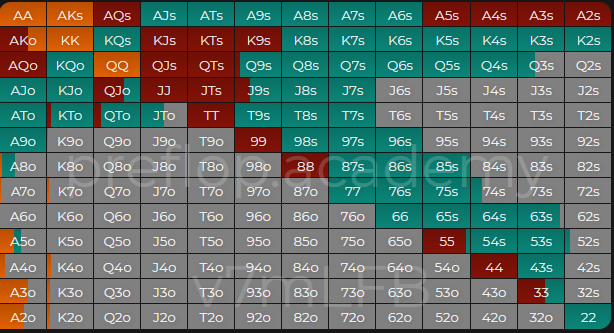 AA AKs AQs AJs ATs A9s A8s A7s A6s A5s A4s A3s A2s
AKo KK KQs KJs KTs K9s K8s K7s K6s K5s K4s K3s K2s
AQo KQo QQ QJs QTs Q9s Q8s Q7s Q6s Q5s Q4s Q3s Q2s
AJo KJo QJo JJ JTs J9s J8s J7s J6s J5s J4s J3s J2s
ATo KTo QTo JTo TT T9s T8s T7s T6s T5s T4s T3s T2s
A9o K9o Q9o J9o T9o 99 98s 97s 96s 95s 94s 93s 92s
A8o K8o Q8o J8o T8o 98o 88 87s 86s 85s 84s 83s 82s
preflop.academy
A7o K7o Q7o J7o T7o 97o 87o 77 76s 75s 74s 73s 72s
A6o K6o Q6o J6o T6o 96o 86o 76o 66 65s 64s 63s 62s
A5o K5o Q5o J5o T5o 95o 85o 75o 65o 55 54s 53s 52s
A4o K4o Q4o J4o T4o 94o 84o 74o 64o 54o 44 43s 42s
v7mLFB
A3o K3o Q3o J3o T3o 93o 83o 73o 63o 53o 43o 33 32s
A2o K2o Q2o J2o T2o 92o 82o 72o 62o 52o 42o 32o 22